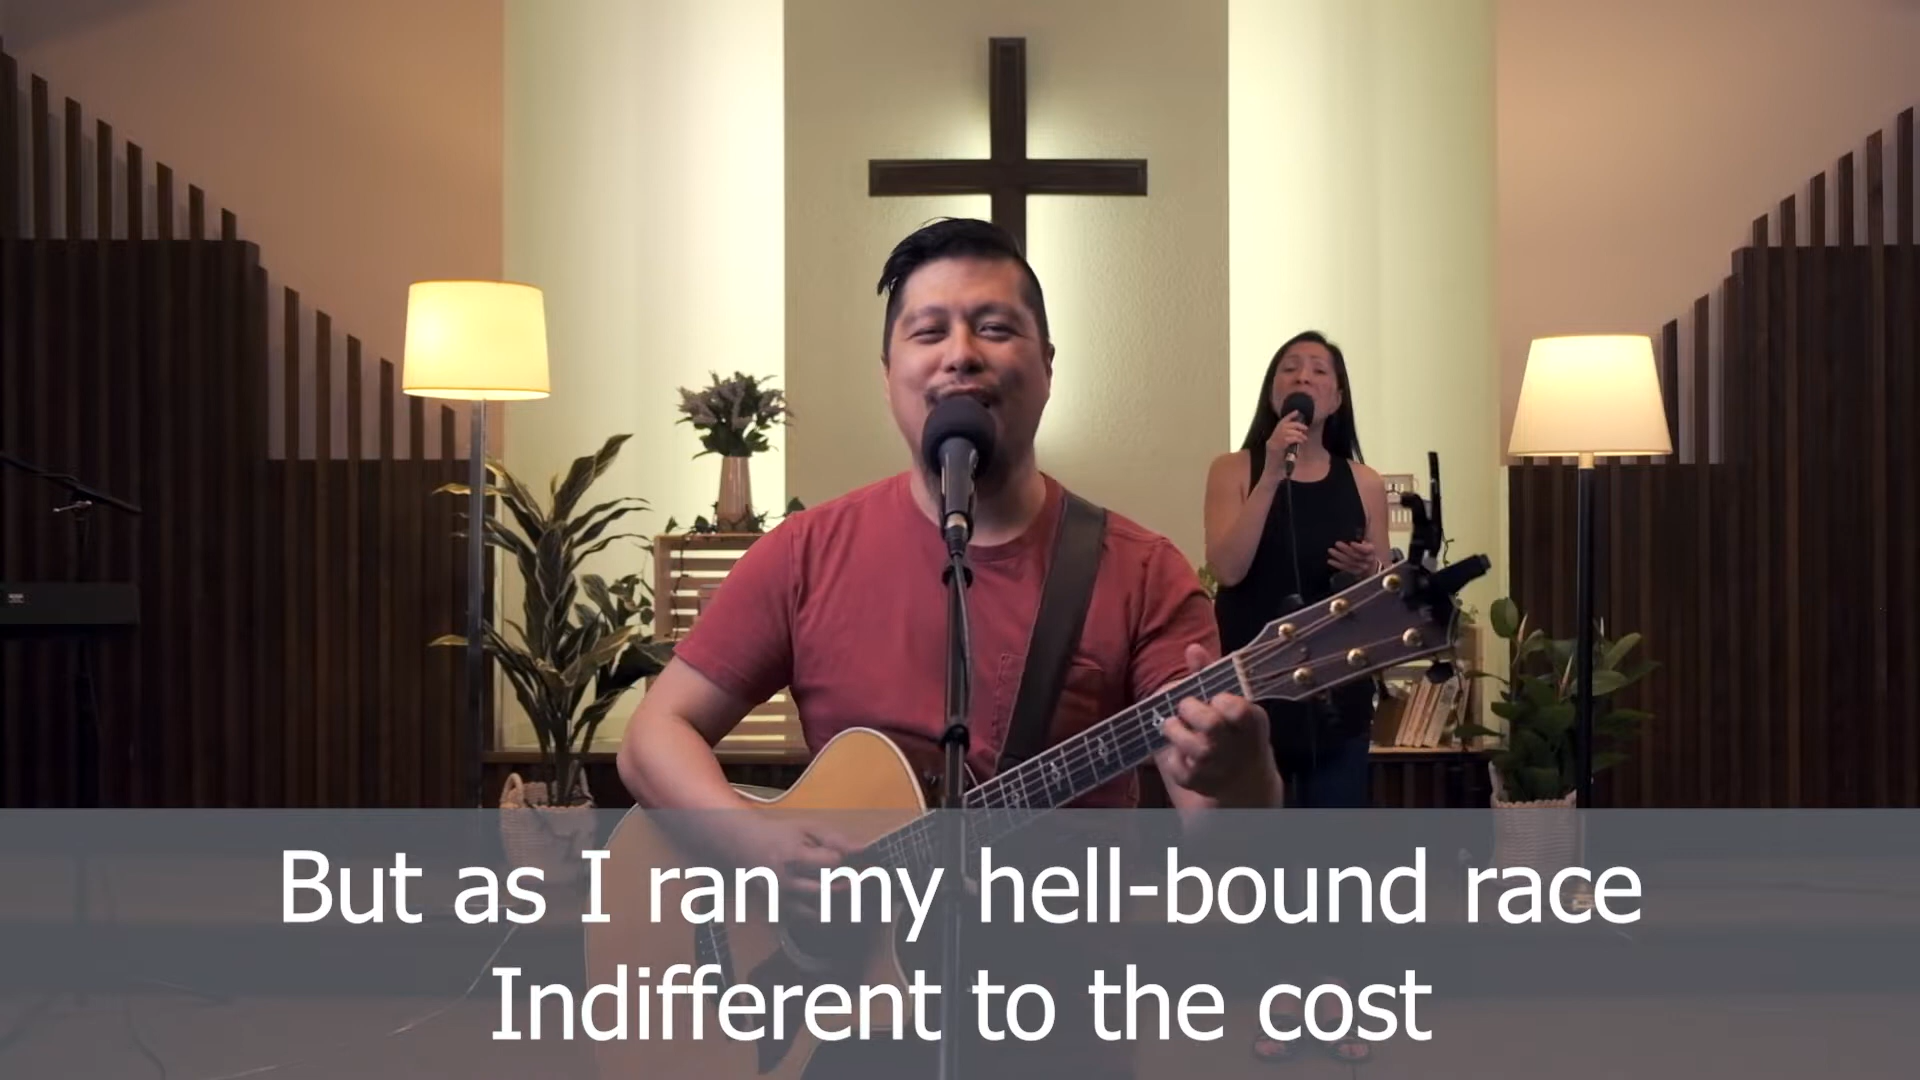 But as I ran my hell-bound race
Indifferent to the cost